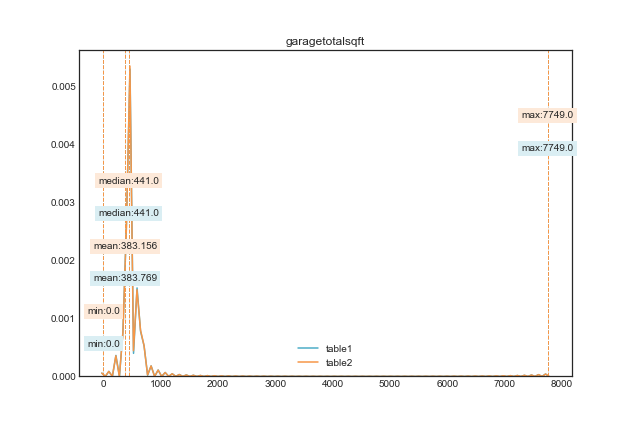 garagetotalsqft
0.005
0.004
0.003
0.002
0.001
0.000
max:7749.0
max:7749.0
median:441.0
median:441.0
mean:383.156
mean:383.769
min:0.0
min:0.0
table1
table2
0 1000 2000 3000 4000 5000 6000 7000 8000